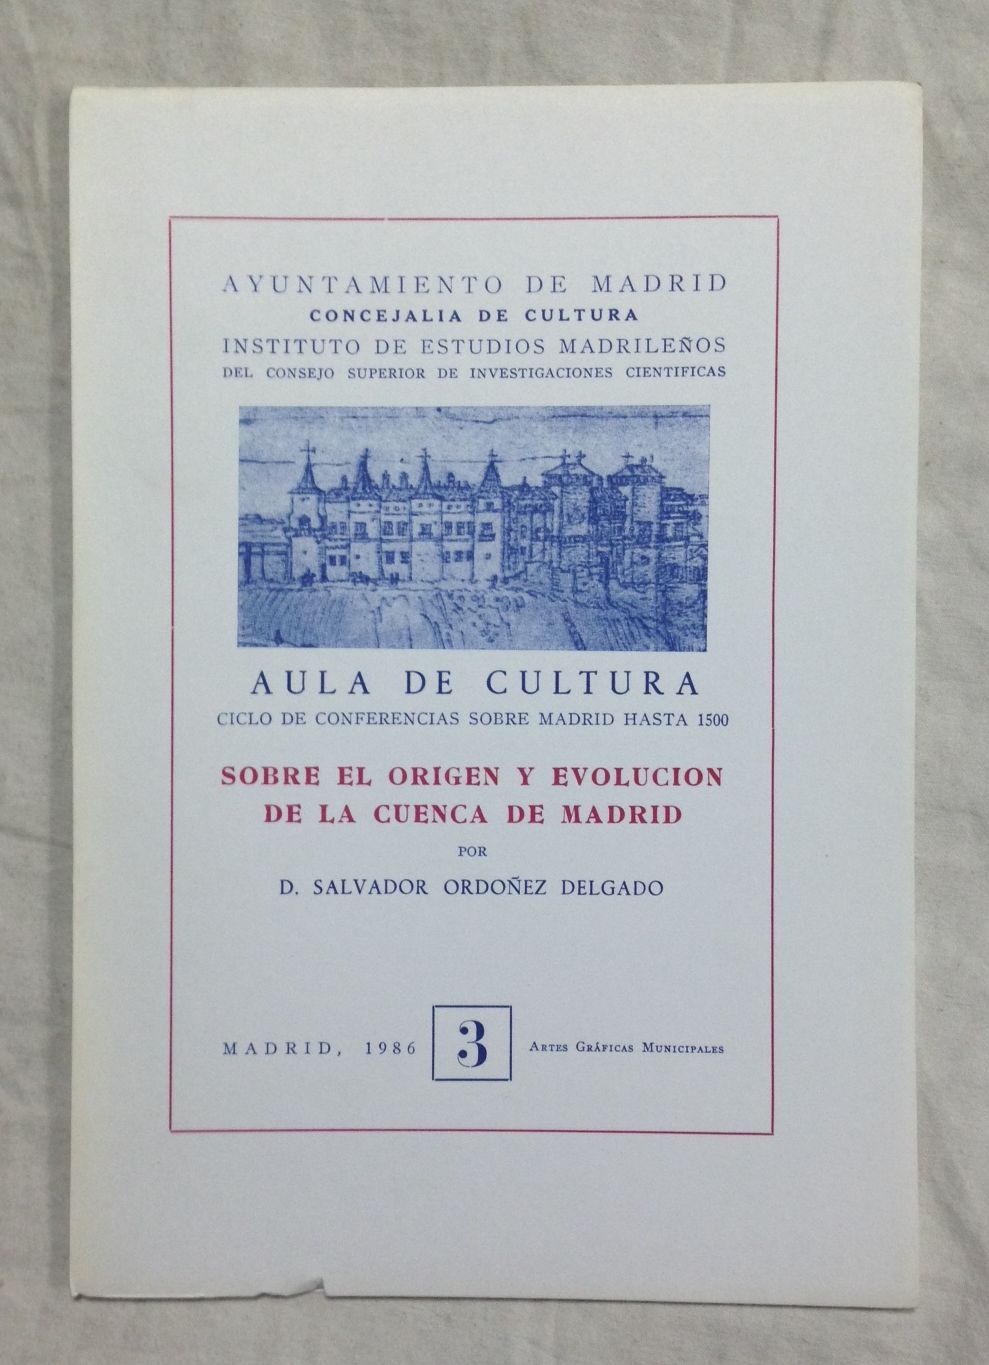 AYUNTAMIENTO DE MADRID
CONCEJALIA DE CULTURA
INSTITUTO DE ESTUDIOS MADRILEÑOS
DEL CONSEJO SUPERIOR DE INVESTIGACIONES CIENTIFICAS
AULA DE CULTURA
CICLO DE CONFERENCIAS SOBRE MADRID HASTA 1500
SOBRE EL ORIGEN Y EVOLUCION
DE LA CUENCA DE MADRID
POR
D. SALVADOR ORDOÑEZ DELGADO
MADRID, 1986 3 ARTES GRÁFICAS MUNICIPALES